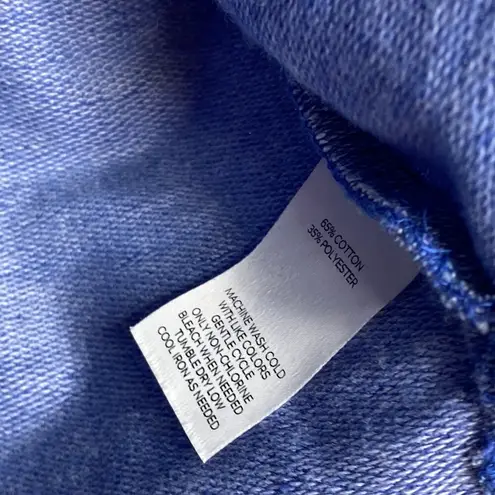 65% COTTON
35% POLYESTER
MACHINE WASH COLD
WITH LIKE COLORS
GENTLE CYCLE
ONLY NON-CHLORINE
BLEACH WHEN NEEDED
TUMBLE DRY LOW
COOL IRON AS NEEDED